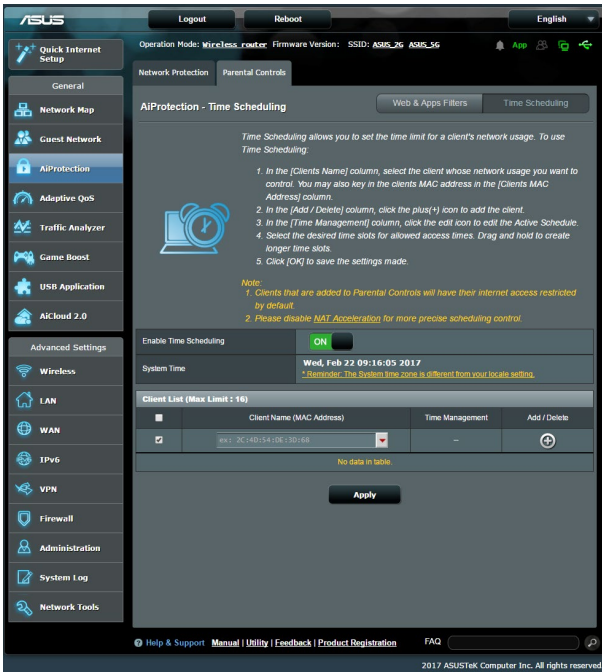 ASUS
Logout Reboot English
Quick Internet
Setup
Operation Mode: Wireless router Firmware Version: SSID: ASUS_2G ASUS_5G App
General
Network Map
Guest Network
AiProtection
Adaptive QoS
Traffic Analyzer
Game Boost
USB Application
AiCloud 2.0
Advanced Settings
Wireless
LAN
WAN
IPv6
VPN
Firewall
Administration
System Log
Network Tools
Network Protection Parental Controls
AiProtection - Time Scheduling Web & Apps Filters Time Scheduling
Time Scheduling allows you to set the time limit for a client's network usage. To use
Time Scheduling:
1. In the [Clients Name] column, select the client whose network usage you want to
control. You may also key in the clients MAC address in the [Clients MAC
Address] column.
2. In the [Add / Delete] column, click the plus(+) icon to add the client.
3. In the [Time Management] column, click the edit icon to edit the Active Schedule.
4. Select the desired time slots for allowed access times. Drag and hold to create
longer time slots.
5. Click [OK] to save the settings made.
Note:
1. Clients that are added to Parental Controls will have their internet access restricted
by default.
2. Please disable NAT Acceleration for more precise scheduling control.
Enable Time Scheduling ON
System Time Wed, Feb 22 09:16:05 2017
* Reminder: The System time zone is different from your locale setting.
Client List (Max Limit : 16)
Client Name (MAC Address) Time Management Add / Delete
ex: 2C:4D:54:DE:3D:68 –
No data in table.
Apply
Help & Support Manual | Utility | Feedback | Product Registration FAQ
2017 ASUSTeK Computer Inc. All rights reserved